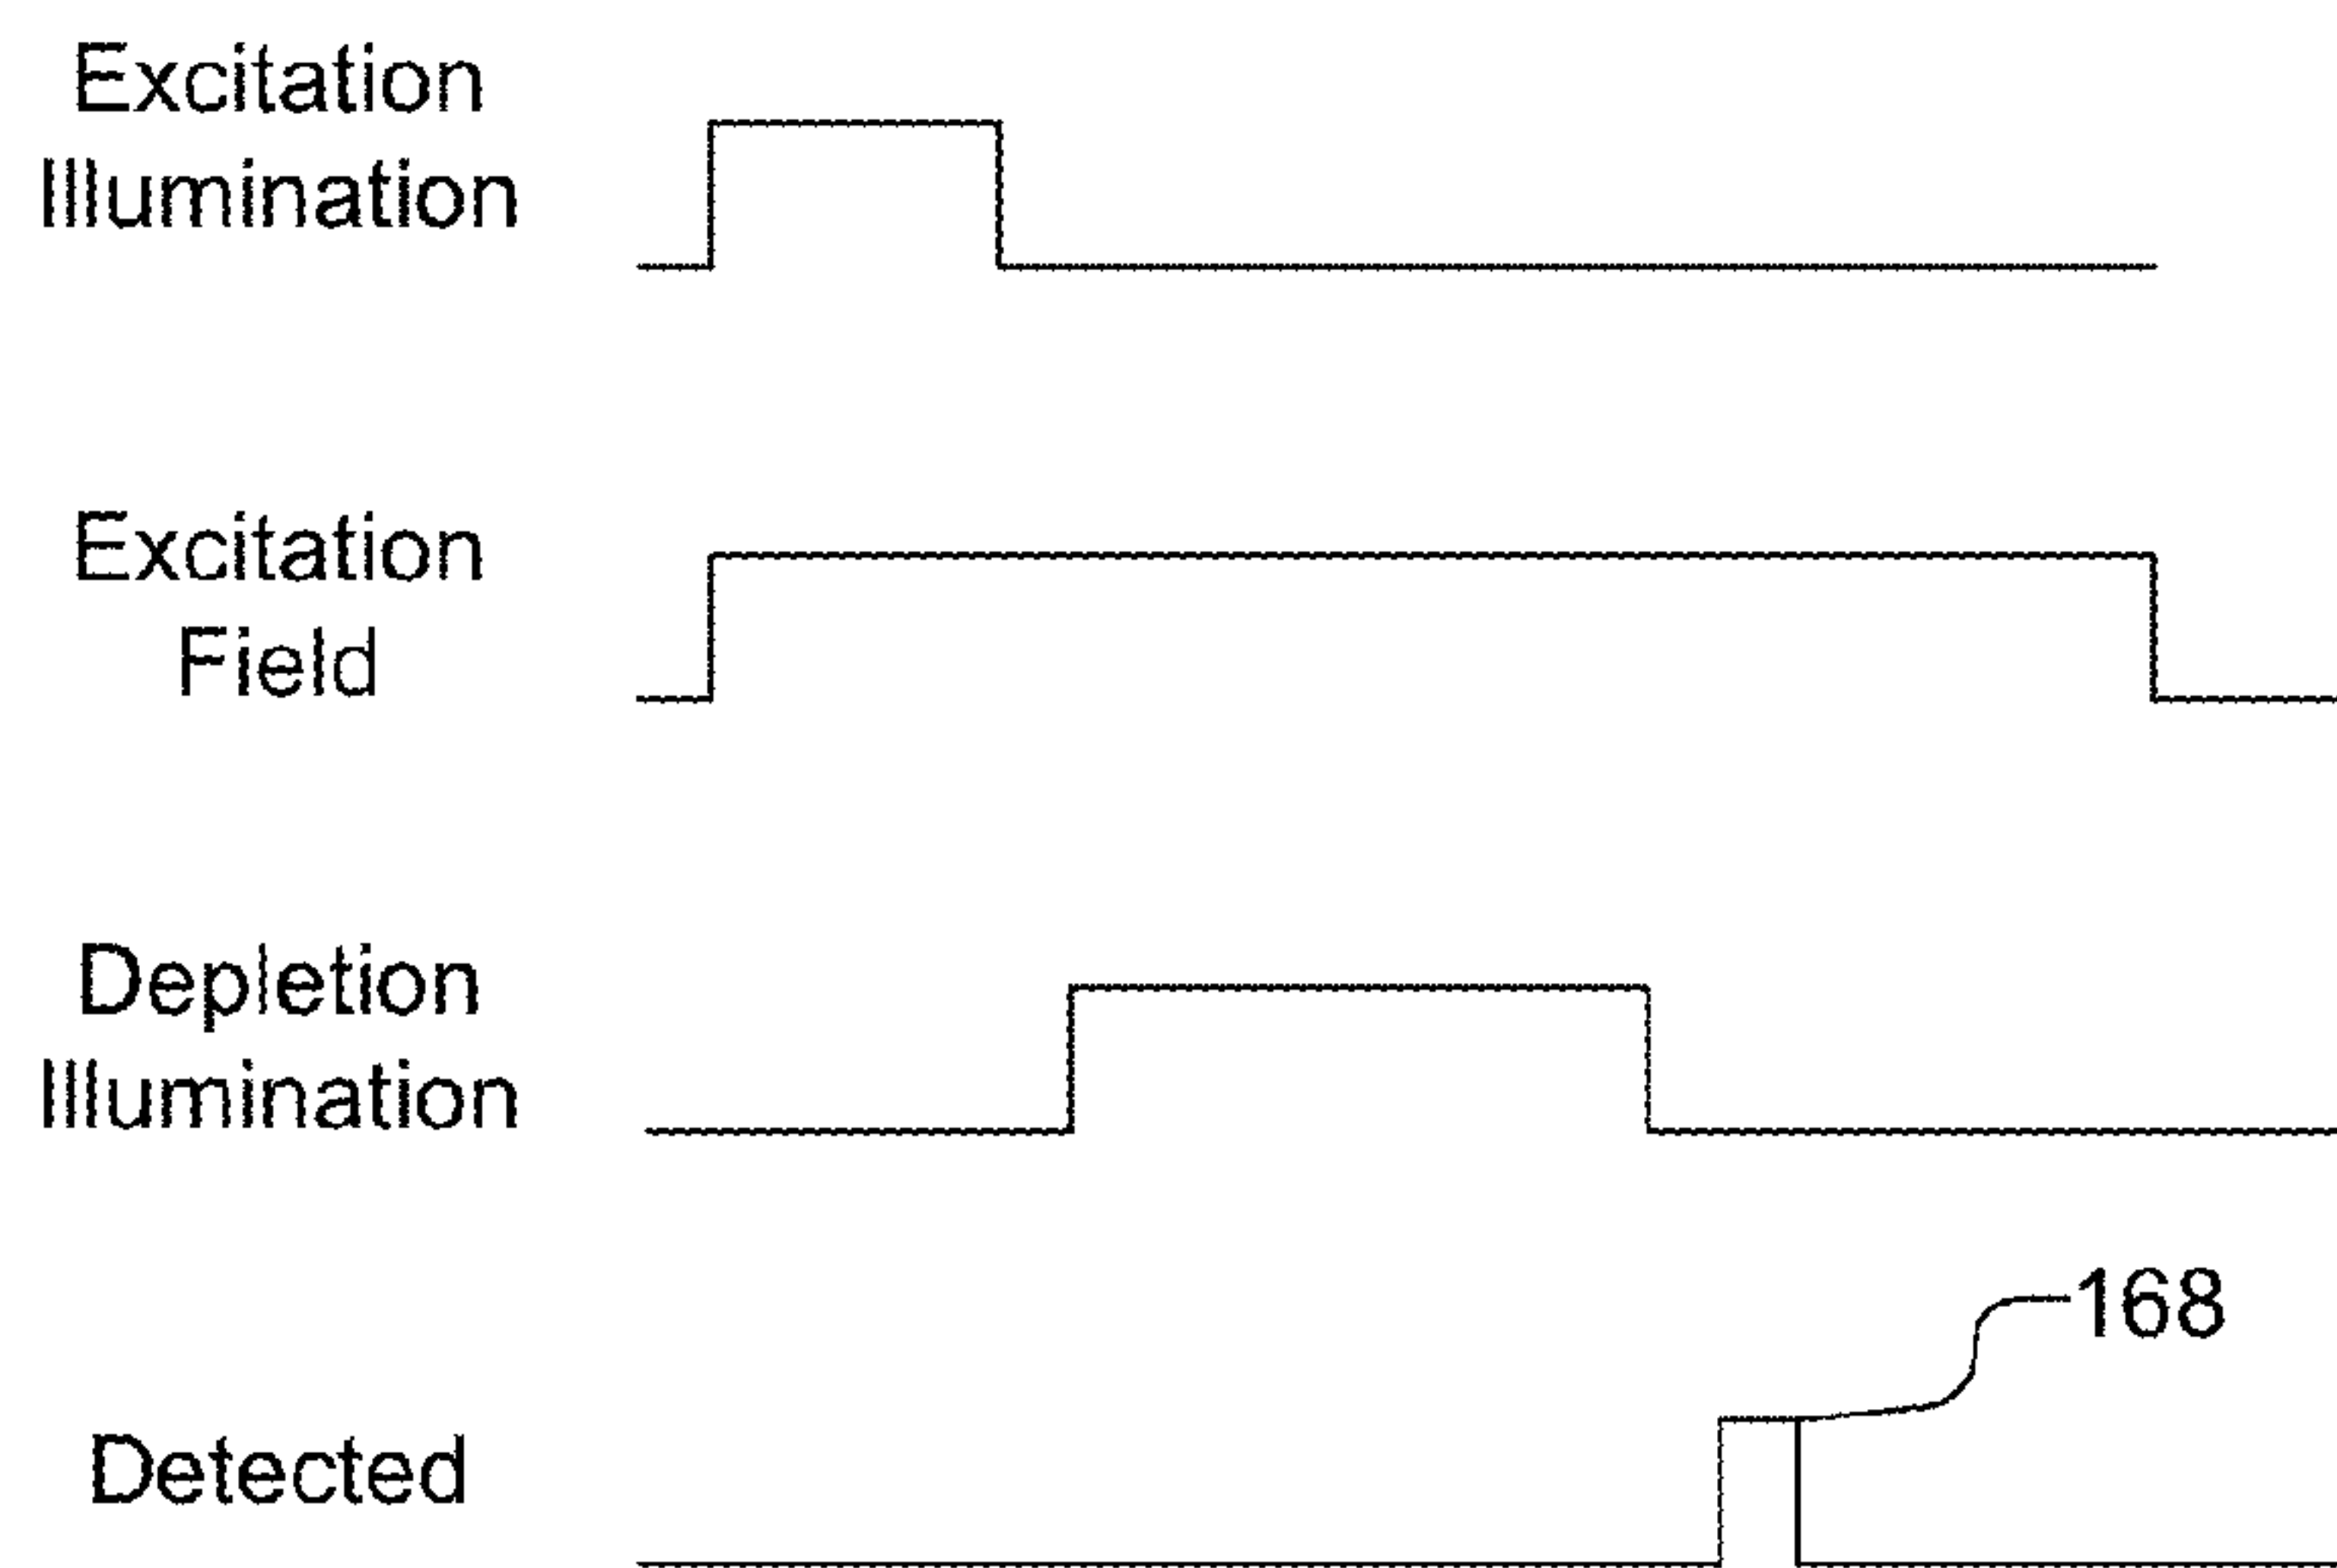 Excitation
Illumination
Excitation
Field
Depletion
Illumination
168
Detected